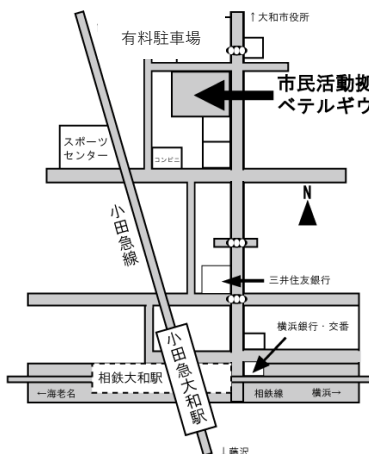 ↑大和市役所
有料駐車場
市民活動拠
ベテルギウ
スポーツ
センター
コンビニ
N
小田急線
三井住友銀行
横浜銀行・交番
小田急大和駅
相鉄大和駅
←海老名
相鉄線
横浜→
↓藤沢